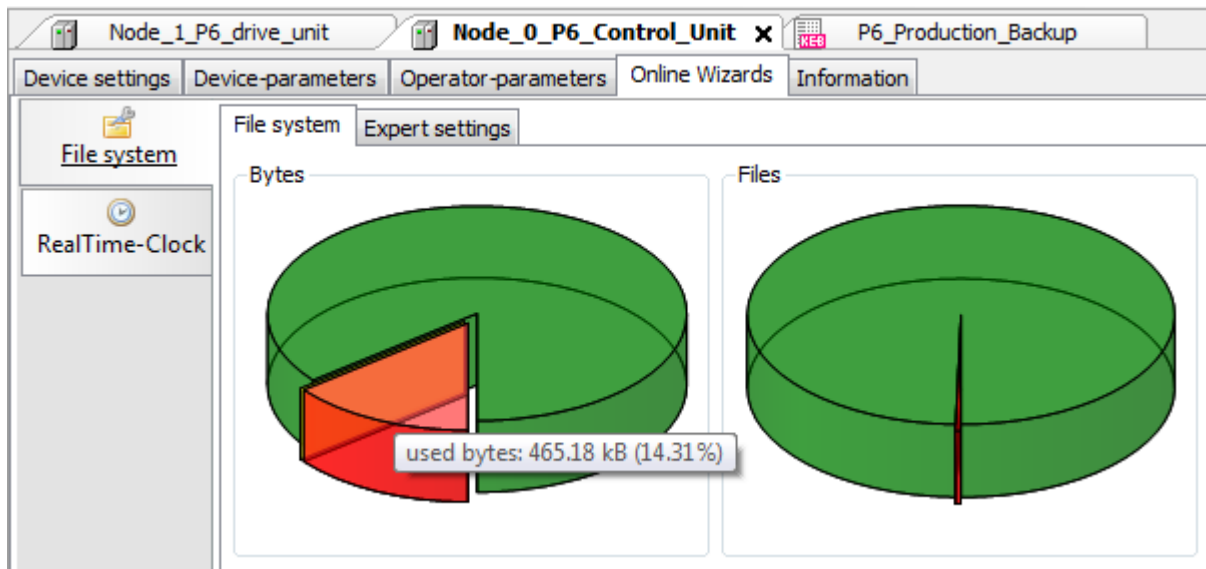 Node_1_P6_drive_unit Node_0_P6_Control_Unit x KEB P6_Production_Backup
Device settings Device-parameters Operator-parameters Online Wizards Information
File system
RealTime-Clock
File system Expert settings
Bytes Files
used bytes: 465.18 kB (14.31%)